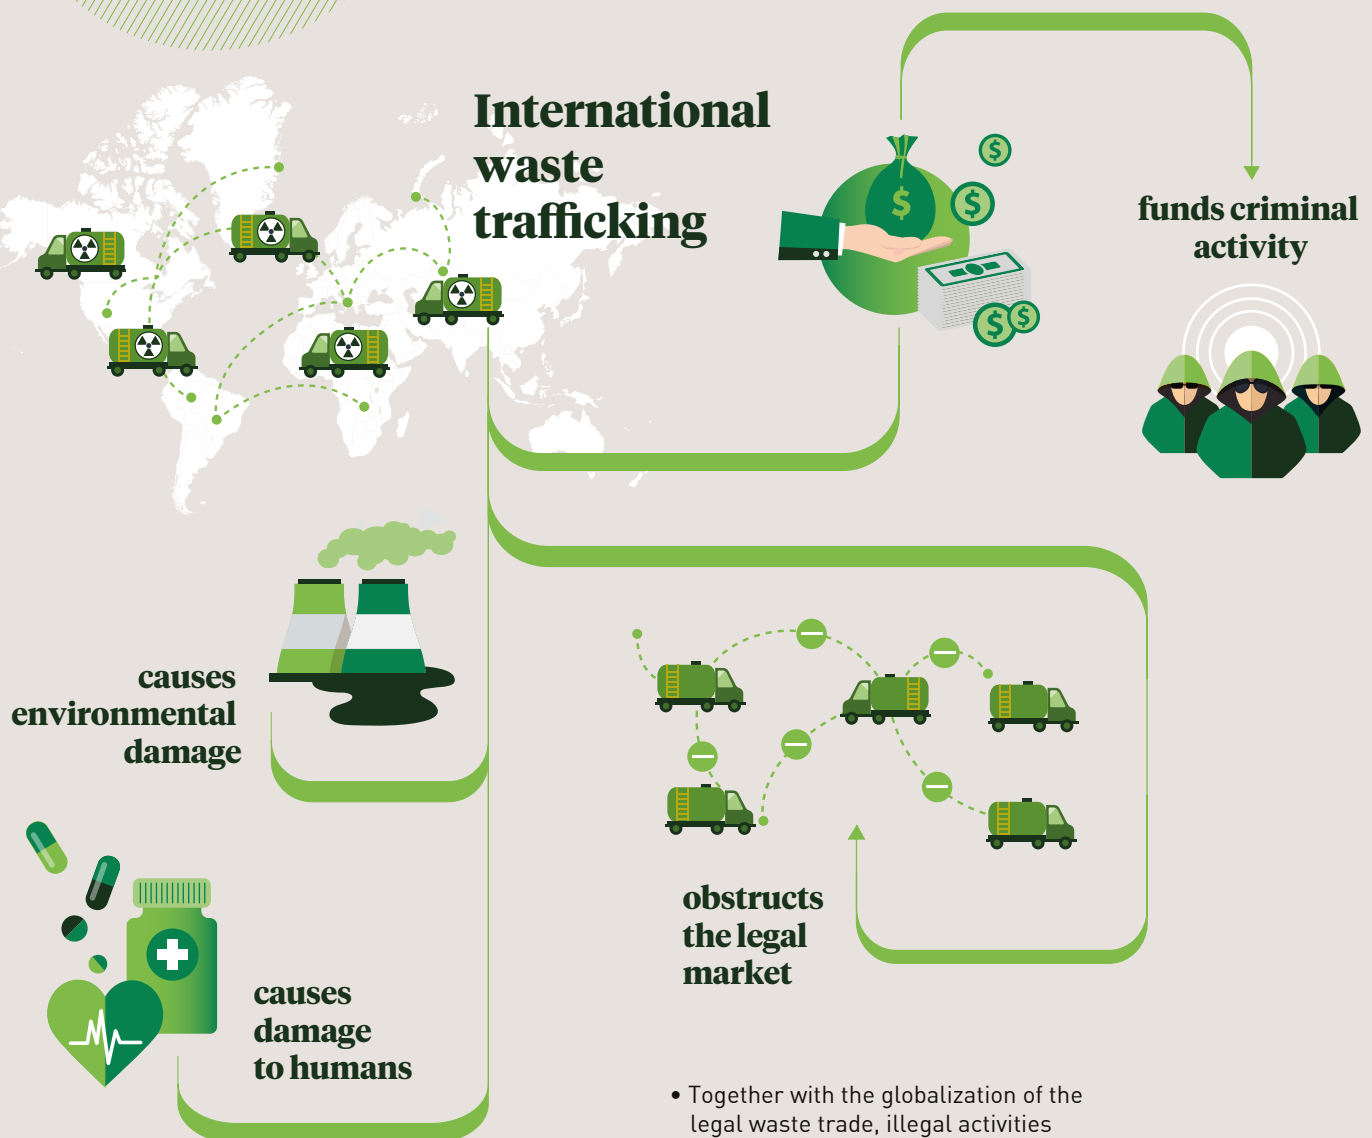 International
waste
trafficking
$
$
$
$
$
funds criminal
activity
causes
environmental
damage
obstructs
the legal
market
causes
damage
to humans
• Together with the globalization of the
legal waste trade, illegal activities